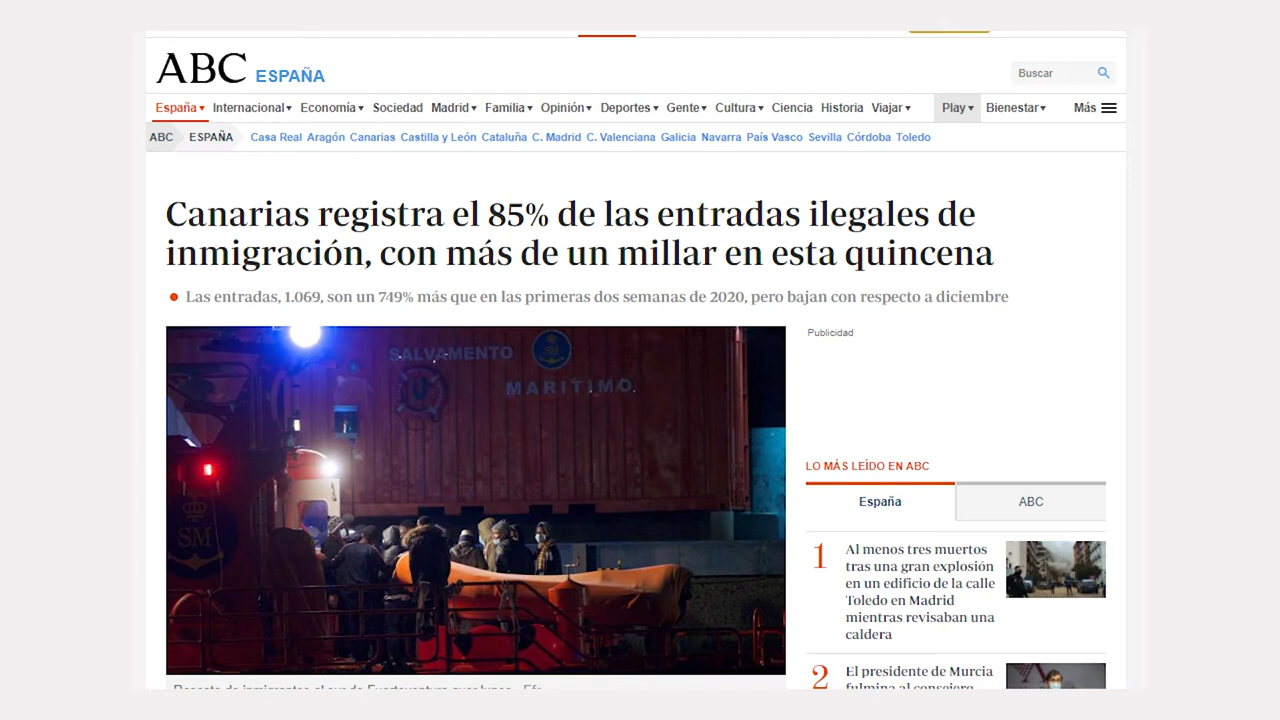 ABC ESPAÑA
Buscar
España Internacional Economía Sociedad Madrid Familia Opinión Deportes Gente Cultura Ciencia Historia Viajar Play Bienestar Más
ABC ESPAÑA Casa Real Aragón Canarias Castilla y León Cataluña C. Madrid C. Valenciana Galicia Navarra País Vasco Sevilla Córdoba Toledo
Canarias registra el 85% de las entradas ilegales de
inmigración, con más de un millar en esta quincena
Las entradas, 1.069, son un 749% más que en las primeras dos semanas de 2020, pero bajan con respecto a diciembre
SALVAMENTO
MARÍTIMO
SM
Publicidad
LO MÁS LEÍDO EN ABC
España ABC
1
Al menos tres muertos
tras una gran explosión
en un edificio de la calle
Toledo en Madrid
mientras revisaban una
caldera
2
El presidente de Murcia
fulmina al consejero